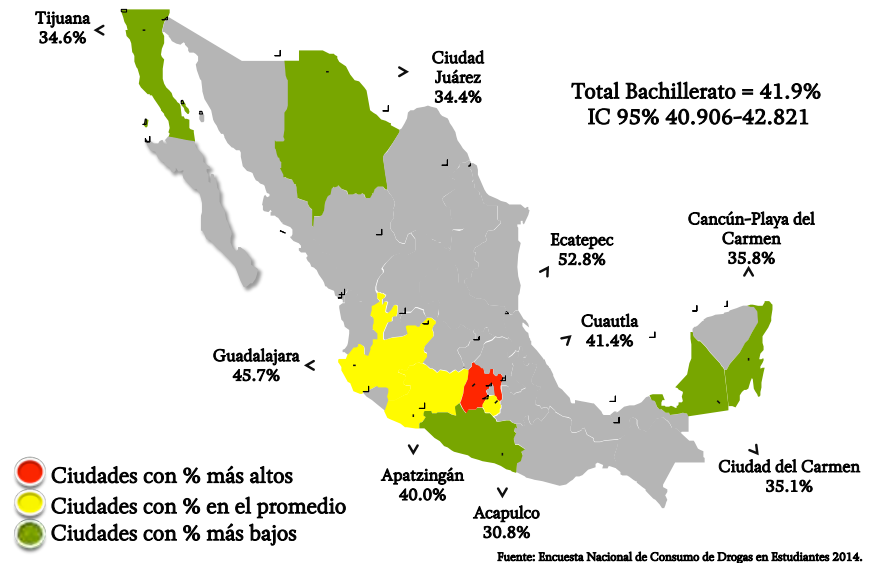 Tijuana
34.6%
Ciudad
Juárez
34.4%
Total Bachillerato = 41.9%
IC 95% 40.906-42.821
Cancún-Playa del
Carmen
35.8%
Ecatepec
52.8%
Cuautla
41.4%
Guadalajara
45.7%
Ciudades con % más altos
Ciudades con % en el promedio
Ciudades con % más bajos
Apatzingán
40.0%
Acapulco
30.8%
Ciudad del Carmen
35.1%
Fuente: Encuesta Nacional de Consumo de Drogas en Estudiantes 2014.